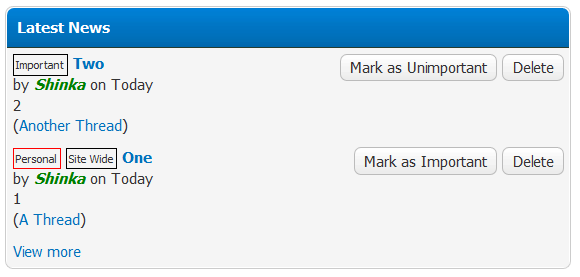 Latest News
Important Two Mark as Unimportant Delete
by Shinka on Today
2
(Another Thread)
Personal Site Wide One Mark as Important Delete
by Shinka on Today
1
(A Thread)
View more